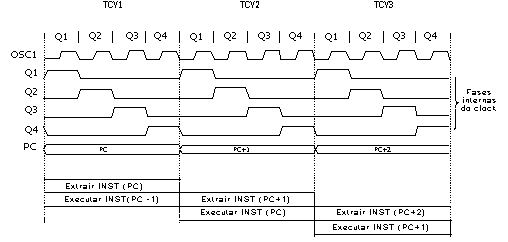 TCY1 TCY2 TCY3
Q1 Q2 Q3 Q4 Q1 Q2 Q3 Q4 Q1 Q2 Q3 Q4
OSC1
Q1
Q2
Q3
Q4
Fases
internas
do clock
PC PC PC+1 PC+2
Extrair INST (PC)
Executar INST(PC -1) Extrair INST (PC+1)
Executar INST (PC) Extrair INST (PC+2)
Executar INST (PC+1)